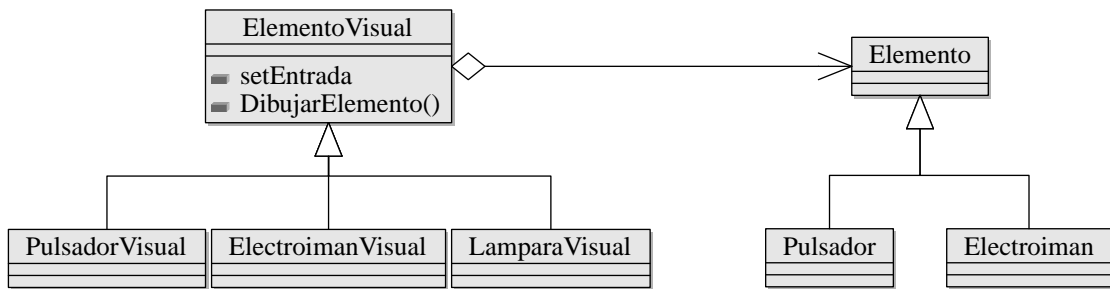 ElementoVisual
setEntrada
DibujarElemento()
Elemento
PulsadorVisual
ElectroimanVisual
LamparaVisual
Pulsador
Electroiman